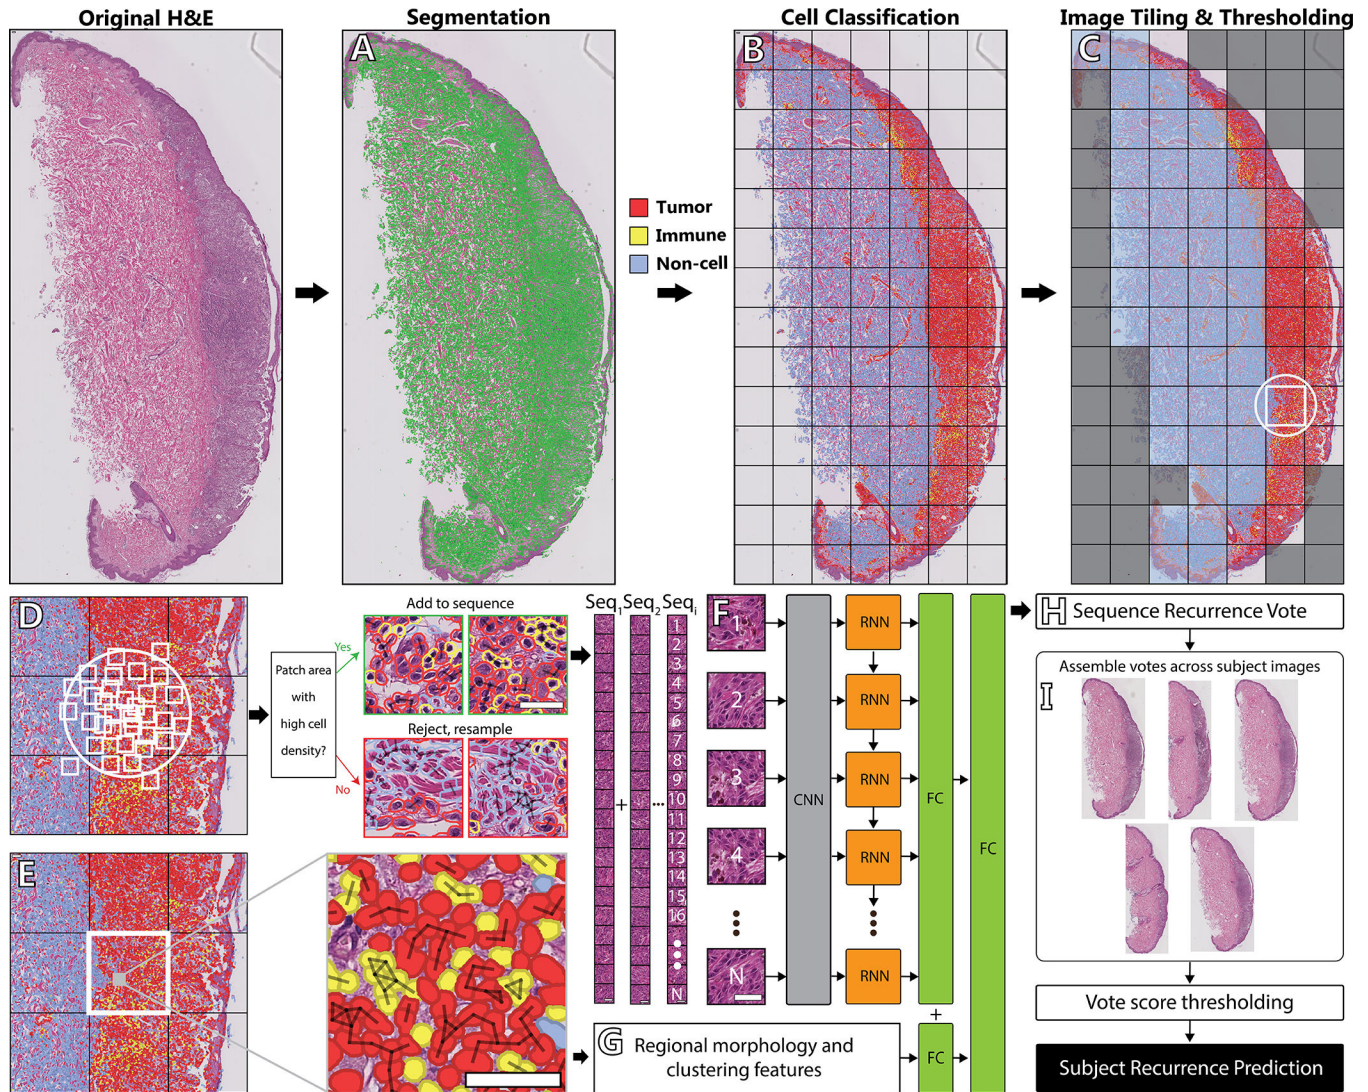 Original H&E
Segmentation
Cell Classification
Image Tiling & Thresholding
A
B
C
Tumor
Immune
Non-cell
D
Patch area
with
high cell
density?
Yes
No
Add to sequence
Reject, resample
Seq1 Seq2 Seqi
+
...
1
2
3
4
5
6
7
8
9
10
11
12
13
14
15
16
N
E
F
1
2
3
4
N
CNN
RNN
RNN
RNN
RNN
RNN
FC
FC
+
FC
G
Regional morphology and
clustering features
H
Sequence Recurrence Vote
I
Assemble votes across subject images
Vote score thresholding
Subject Recurrence Prediction